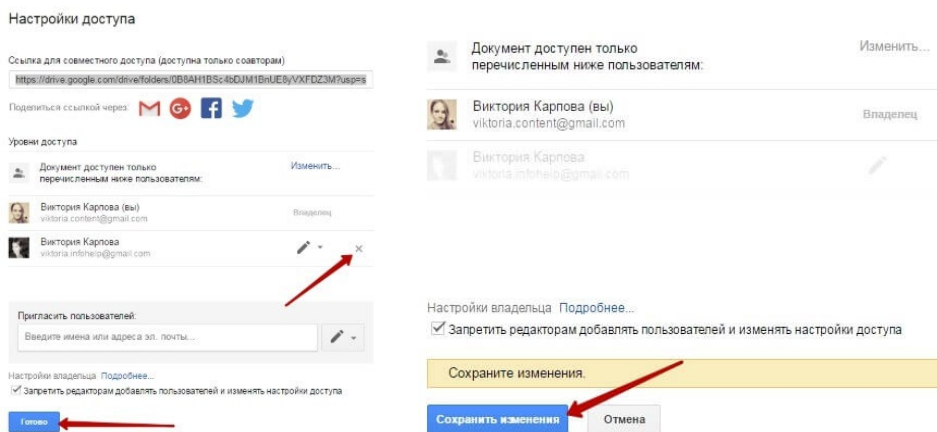 Настройки доступа
Ссылка для совместного доступа (доступна только соавторам)
https://drive.google.com/drive/folders/0B8AH1BSc4bDJM1BnUE8yVXFDZ3M?usp=s
Поделиться ссылкой через:
Уровни доступа
Документ доступен только
перечисленным ниже пользователям:
Изменить...
Виктория Карпова (вы)
viktoria.content@gmail.com
Владелец
Виктория Карпова
viktoria.infohelp@gmail.com
Пригласить пользователей:
Введите имена или адреса эл. почты...
Настройки владельца Подробнее...
Запретить редакторам добавлять пользователей и изменять настройки доступа
Готово
Документ доступен только
перечисленным ниже пользователям:
Изменить...
Виктория Карпова (вы)
viktoria.content@gmail.com
Владелец
Виктория Карпова
viktoria.infohelp@gmail.com
Настройки владельца Подробнее...
Запретить редакторам добавлять пользователей и изменять настройки доступа
Сохраните изменения.
Сохранить изменения
Отмена